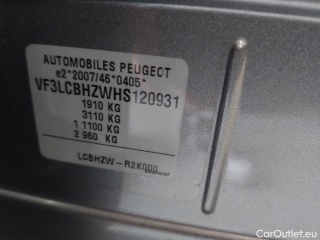 AUTOMOBILES PEUGEOT
e2*2007/46*0405*
VF3LCBHZWHS120931
1910 KG
3110 KG
1 1100 KG
2 960 KG
LCBHZW-R2K000
© CarOutlet.eu